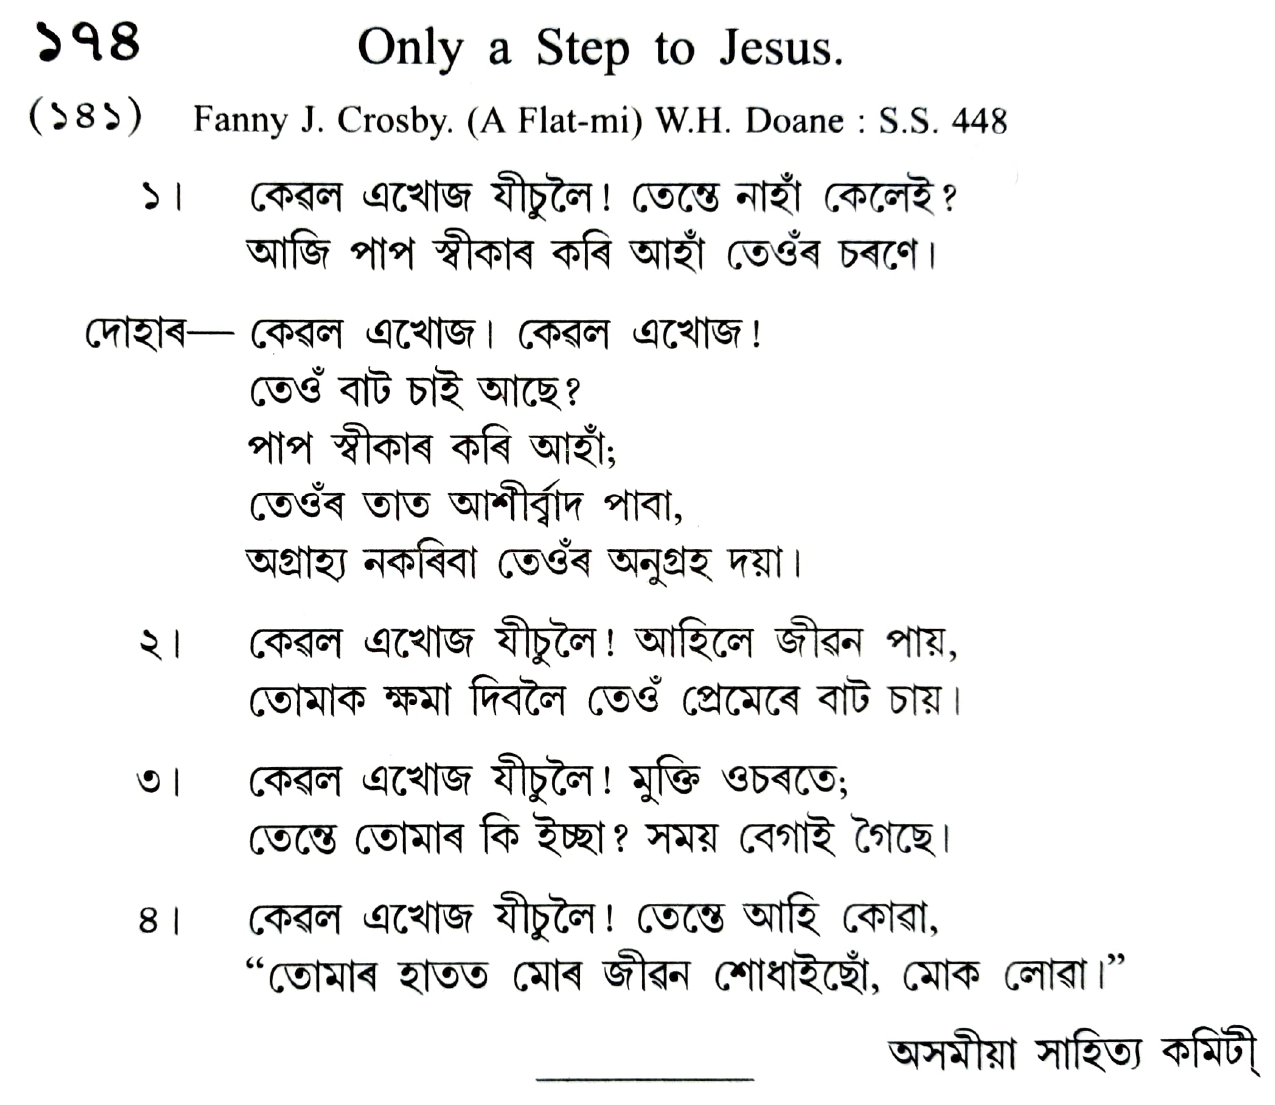 ১৭৪ Only a Step to Jesus.
(১৪১) Fanny J. Crosby. (A Flat-mi) W.H. Doane : S.S. 448
১। কেৱল এখোজ যীচুলৈ! তেন্তে নাহাঁ কেলেই?
আজি পাপ স্বীকাৰ কৰি আহাঁ তেওঁৰ চৰণে।
দোহাৰ— কেৱল এখোজ। কেৱল এখোজ!
তেওঁ বাট চাই আছে?
পাপ স্বীকাৰ কৰি আহাঁ;
তেওঁৰ তাত আশীৰ্ব্বাদ পাবা,
অগ্ৰাহ্য নকৰিবা তেওঁৰ অনুগ্ৰহ দয়া।
২। কেৱল এখোজ যীচুলৈ! আহিলে জীৱন পায়,
তোমাক ক্ষমা দিবলৈ তেওঁ প্ৰেমেৰে বাট চায়।
৩। কেৱল এখোজ যীচুলৈ! মুক্তি ওচৰতে;
তেন্তে তোমাৰ কি ইচ্ছা? সময় বেগাই গৈছে।
৪। কেৱল এখোজ যীচুলৈ! তেন্তে আহি কোৱা,
“তোমাৰ হাতত মোৰ জীৱন শোধাইছোঁ, মোক লোৱা।”
অসমীয়া সাহিত্য কমিটী্